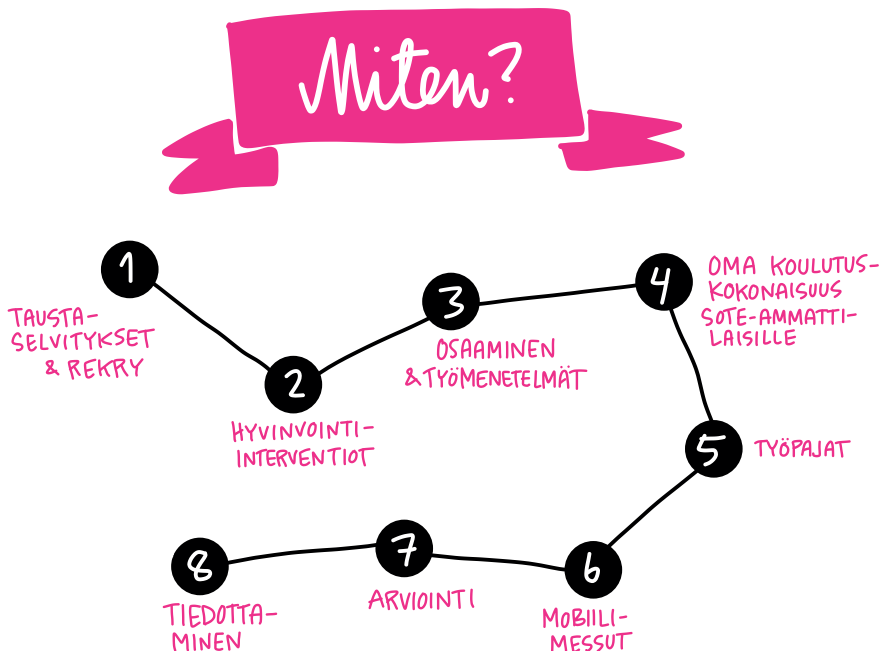 Miten?
1
TAUSTA-
SELVITYKSET
& REKRY
2
HYVINVOINTI-
INTERVENTIOT
3
OSAAMINEN
& TYÖMENETELMÄT
4
OMA KOULUTUS-
KOKONAISUUS
SOTE-AMMATTI-
LAISILLE
5
TYÖPAJAT
6
MOBIILI-
MESSUT
7
ARVIOINTI
8
TIEDOTTA-
MINEN